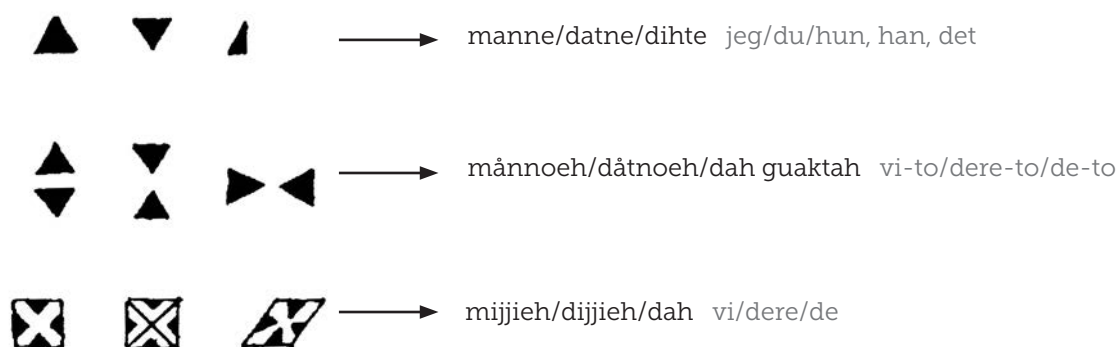 manne/datne/dihte jeg/du/hun, han, det
månnoeh/dåtnoeh/dah guaktah vi-to/dere-to/de-to
mijjieh/dijjieh/dah vi/dere/de